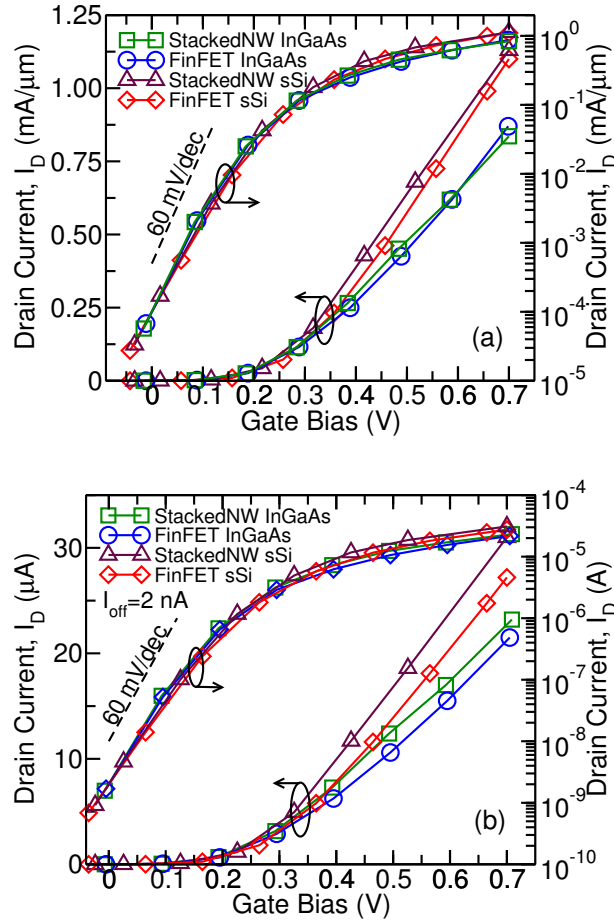 1.25
1.00
0.75
0.50
0.25
0
Drain Current, I_D (mA/μm)
StackedNW InGaAs
FinFET InGaAs
StackedNW sSi
FinFET sSi
60 mV/dec
(a)
10^0
10^-1
10^-2
10^-3
10^-4
10^-5
Drain Current, I_D (mA/μm)
0 0.1 0.2 0.3 0.4 0.5 0.6 0.7
Gate Bias (V)
30
20
10
0
Drain Current, I_D (μA)
StackedNW InGaAs
FinFET InGaAs
StackedNW sSi
FinFET sSi
I_off=2 nA
60 mV/dec
(b)
10^-4
10^-5
10^-6
10^-7
10^-8
10^-9
10^-10
Drain Current, I_D (A)
0 0.1 0.2 0.3 0.4 0.5 0.6 0.7
Gate Bias (V)